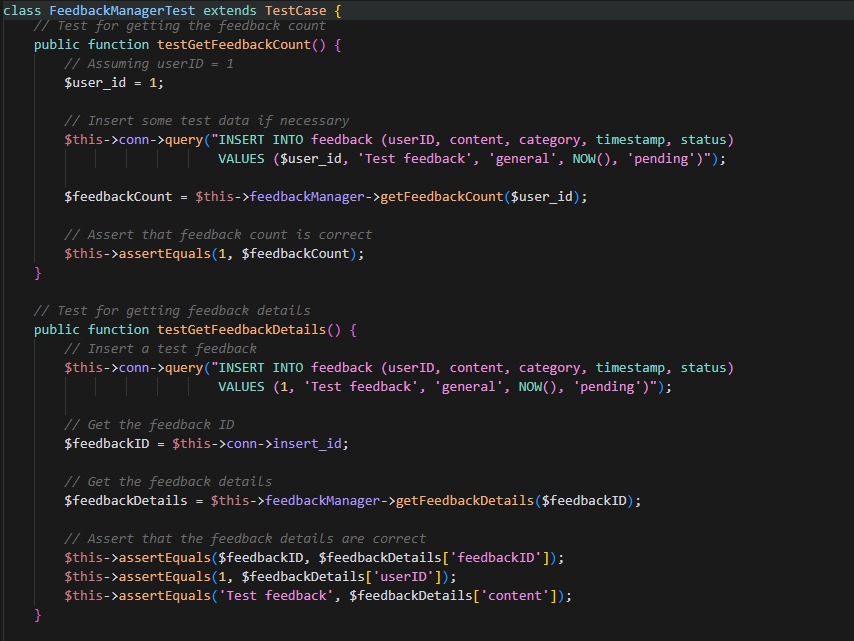 class FeedbackManagerTest extends TestCase {
// Test for getting the feedback count
public function testGetFeedbackCount() {
// Assuming userID = 1
$user_id = 1;
// Insert some test data if necessary
$this->conn->query("INSERT INTO feedback (userID, content, category, timestamp, status)
VALUES ($user_id, 'Test feedback', 'general', NOW(), 'pending')");
$feedbackCount = $this->feedbackManager->getFeedbackCount($user_id);
// Assert that feedback count is correct
$this->assertEquals(1, $feedbackCount);
}
// Test for getting feedback details
public function testGetFeedbackDetails() {
// Insert a test feedback
$this->conn->query("INSERT INTO feedback (userID, content, category, timestamp, status)
VALUES (1, 'Test feedback', 'general', NOW(), 'pending')");
// Get the feedback ID
$feedbackID = $this->conn->insert_id;
// Get the feedback details
$feedbackDetails = $this->feedbackManager->getFeedbackDetails($feedbackID);
// Assert that the feedback details are correct
$this->assertEquals($feedbackID, $feedbackDetails['feedbackID']);
$this->assertEquals(1, $feedbackDetails['userID']);
$this->assertEquals('Test feedback', $feedbackDetails['content']);
}